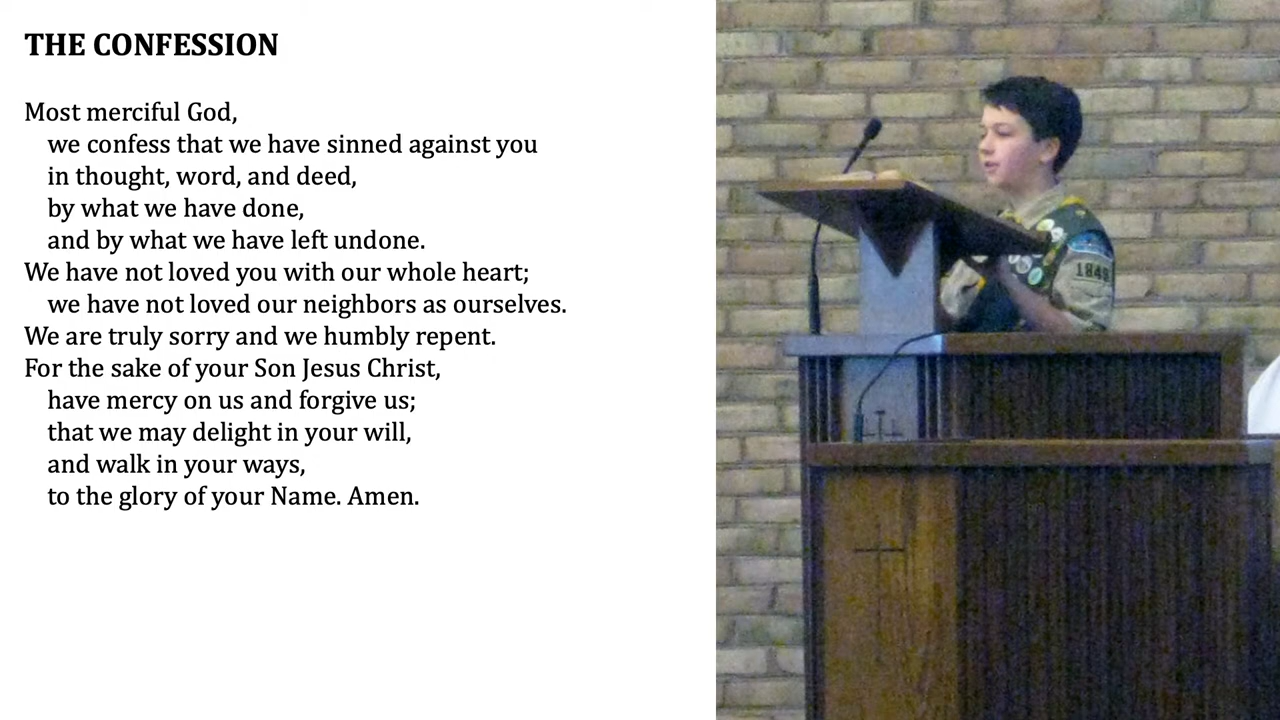 THE CONFESSION
Most merciful God,
we confess that we have sinned against you
in thought, word, and deed,
by what we have done,
and by what we have left undone.
We have not loved you with our whole heart;
we have not loved our neighbors as ourselves.
We are truly sorry and we humbly repent.
For the sake of your Son Jesus Christ,
have mercy on us and forgive us;
that we may delight in your will,
and walk in your ways,
to the glory of your Name. Amen.
1849